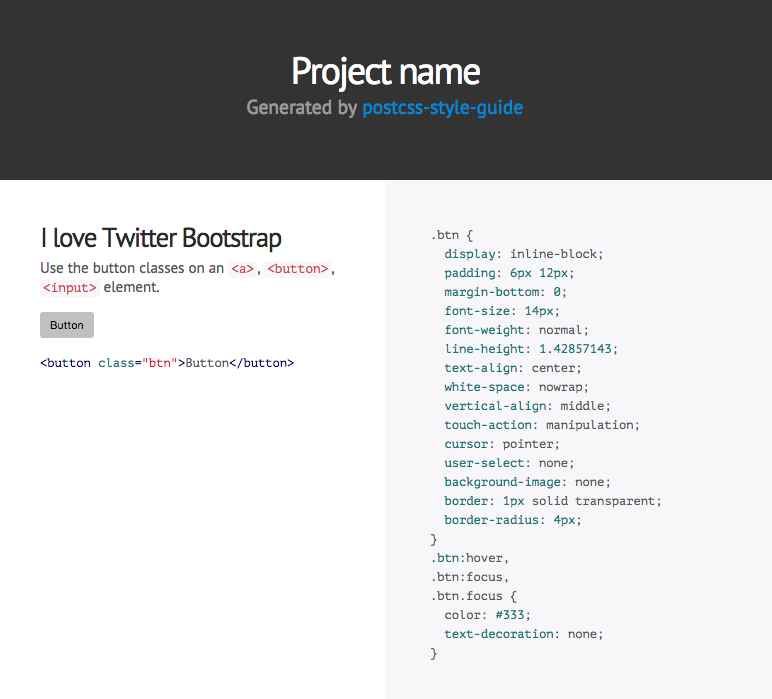 Project name
Generated by postcss-style-guide
I love Twitter Bootstrap
Use the button classes on an <a>, <button>,
<input> element.
Button
<button class="btn">Button</button>
.btn {
  display: inline-block;
  padding: 6px 12px;
  margin-bottom: 0;
  font-size: 14px;
  font-weight: normal;
  line-height: 1.42857143;
  text-align: center;
  white-space: nowrap;
  vertical-align: middle;
  touch-action: manipulation;
  cursor: pointer;
  user-select: none;
  background-image: none;
  border: 1px solid transparent;
  border-radius: 4px;
}
.btn:hover,
.btn:focus,
.btn.focus {
  color: #333;
  text-decoration: none;
}